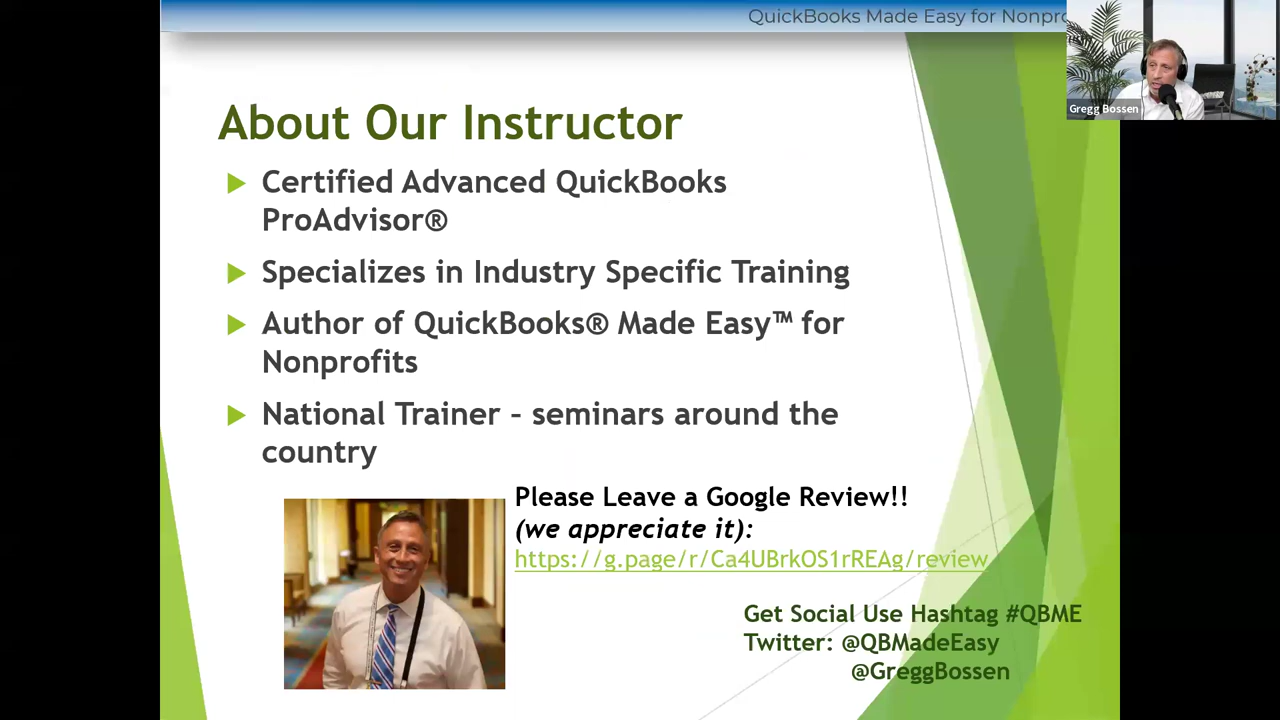 QuickBooks Made Easy for Nonpro
Gregg Bossen
About Our Instructor
Certified Advanced QuickBooks
ProAdvisor®
Specializes in Industry Specific Training
Author of QuickBooks® Made Easy™ for
Nonprofits
National Trainer – seminars around the
country
Please Leave a Google Review!!
(we appreciate it):
https://g.page/r/Ca4UBrkOS1rREAg/review
Get Social Use Hashtag #QBME
Twitter: @QBMadeEasy
@GreggBossen